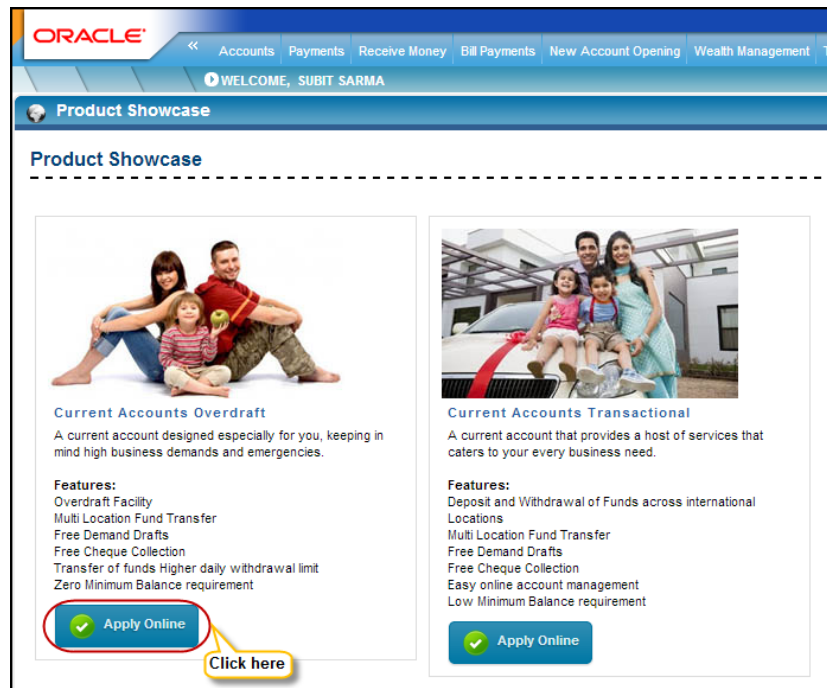 ORACLE
« Accounts Payments Receive Money Bill Payments New Account Opening Wealth Management
WELCOME, SUBIT SARMA
Product Showcase
Product Showcase
Current Accounts Overdraft
A current account designed especially for you, keeping in
mind high business demands and emergencies.
Features:
Overdraft Facility
Multi Location Fund Transfer
Free Demand Drafts
Free Cheque Collection
Transfer of funds Higher daily withdrawal limit
Zero Minimum Balance requirement
Apply Online
Click here
Current Accounts Transactional
A current account that provides a host of services that
caters to your every business need.
Features:
Deposit and Withdrawal of Funds across international
Locations
Multi Location Fund Transfer
Free Demand Drafts
Free Cheque Collection
Easy online account management
Low Minimum Balance requirement
Apply Online